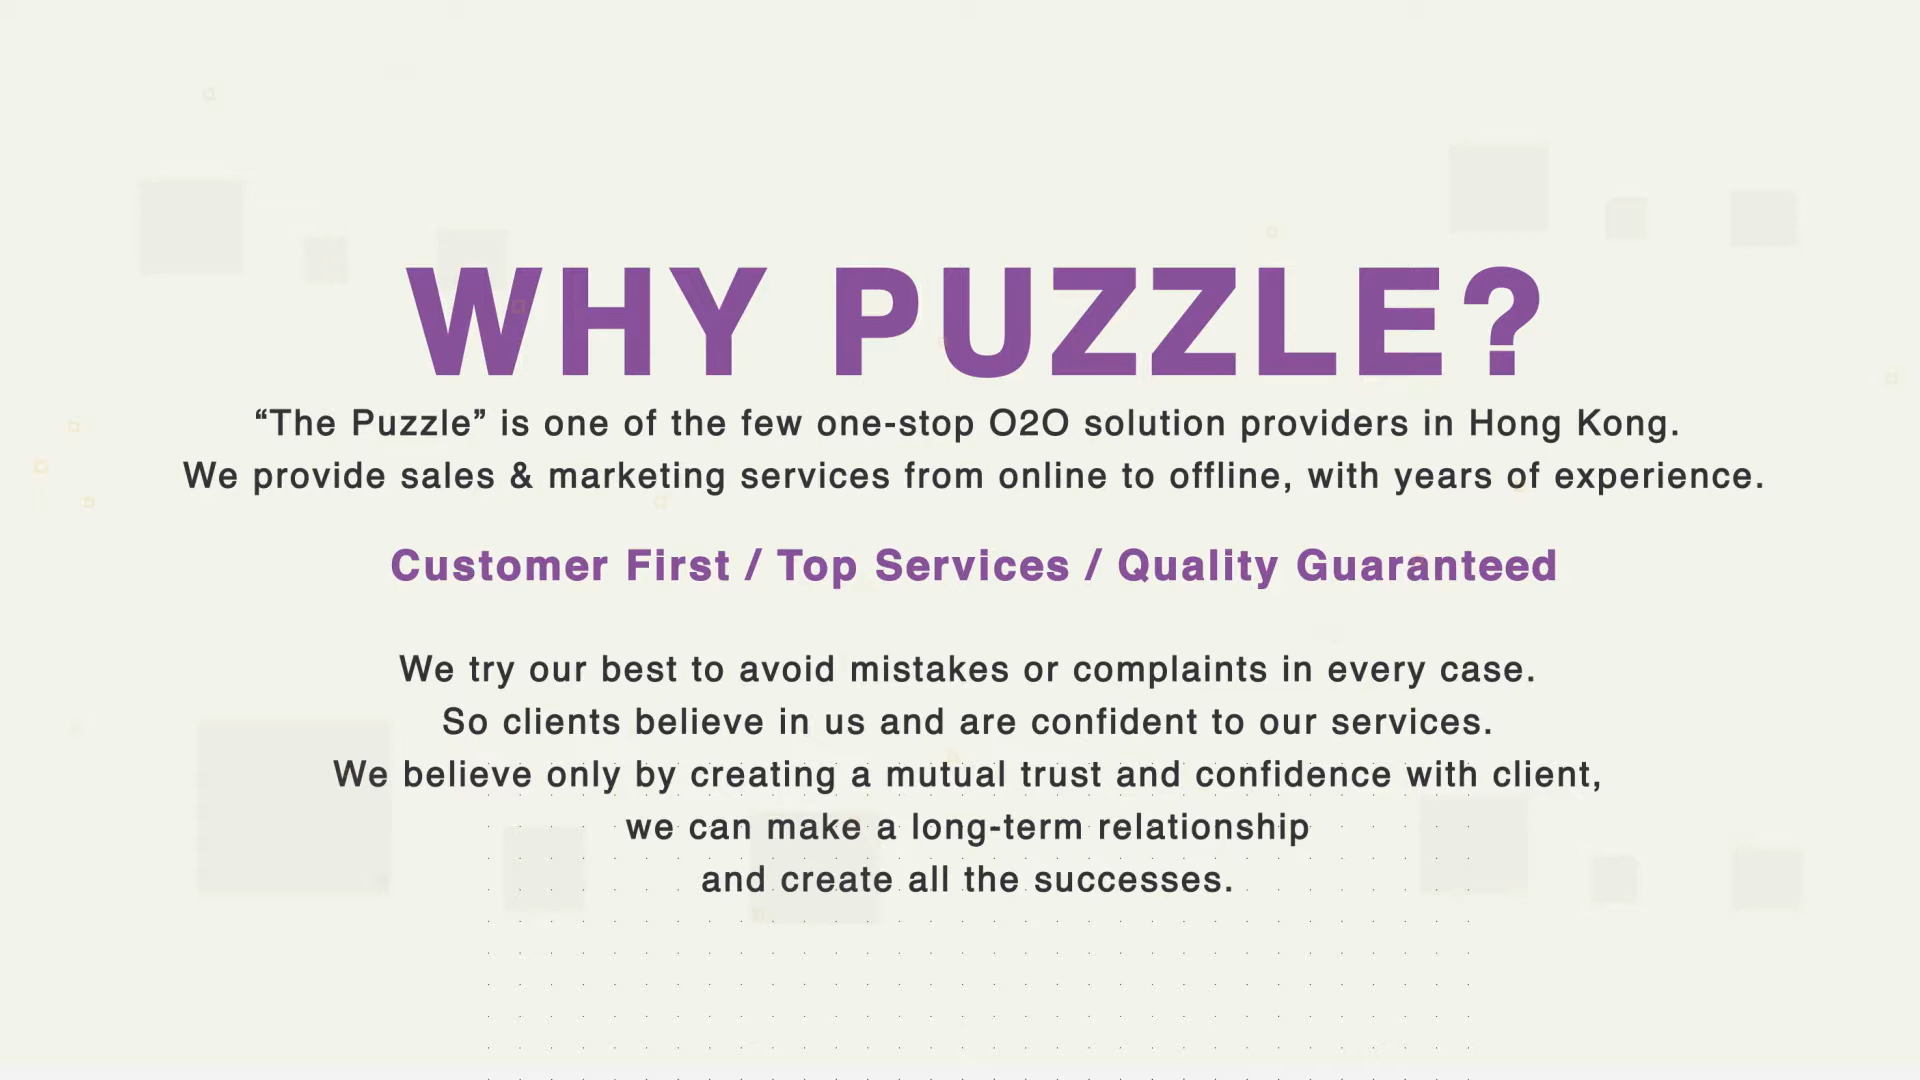 WHY PUZZLE?
“The Puzzle” is one of the few one-stop O2O solution providers in Hong Kong.
We provide sales & marketing services from online to offline, with years of experience.
Customer First / Top Services / Quality Guaranteed
We try our best to avoid mistakes or complaints in every case.
So clients believe in us and are confident to our services.
We believe only by creating a mutual trust and confidence with client,
we can make a long-term relationship
and create all the successes.